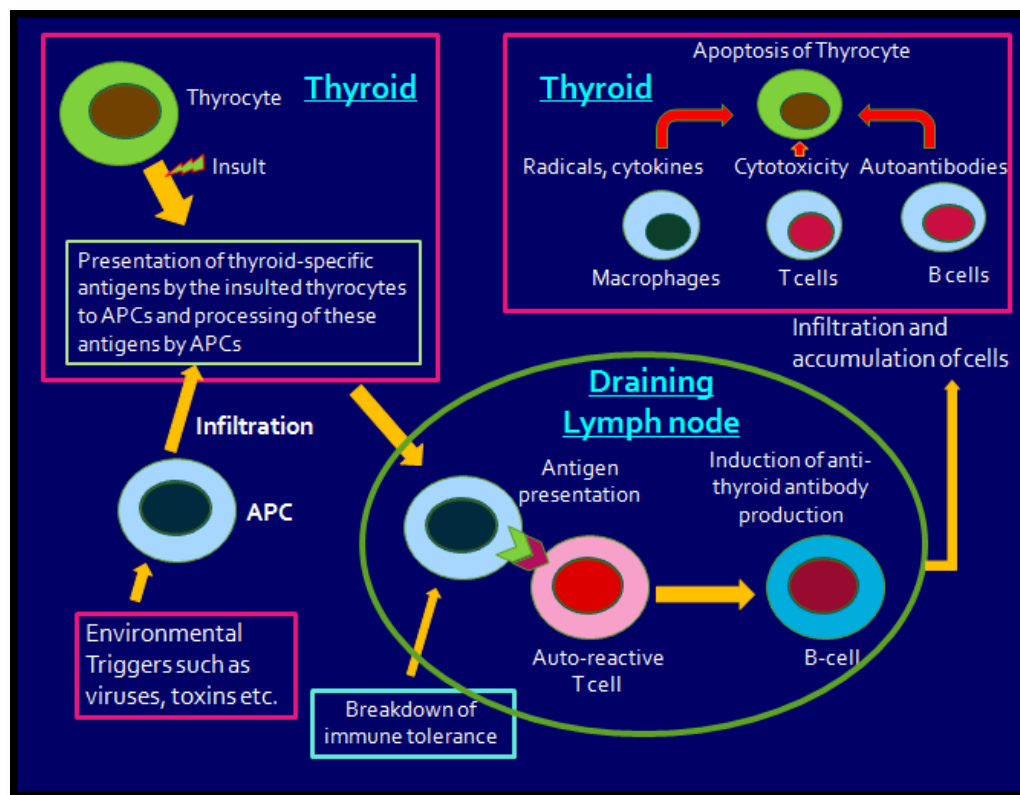 Thyroid
Thyrocyte
Insult
Presentation of thyroid-specific
antigens by the insulted thyrocytes
to APCs and processing of these
antigens by APCs
Infiltration
APC
Environmental
Triggers such as
viruses, toxins etc.
Draining
Lymph node
Antigen
presentation
Auto-reactive
T cell
Induction of anti-
thyroid antibody
production
B-cell
Breakdown of
immune tolerance
Infiltration and
accumulation of cells
Thyroid
Apoptosis of Thyrocyte
Radicals, cytokines
Cytotoxicity
Autoantibodies
Macrophages
T cells
B cells